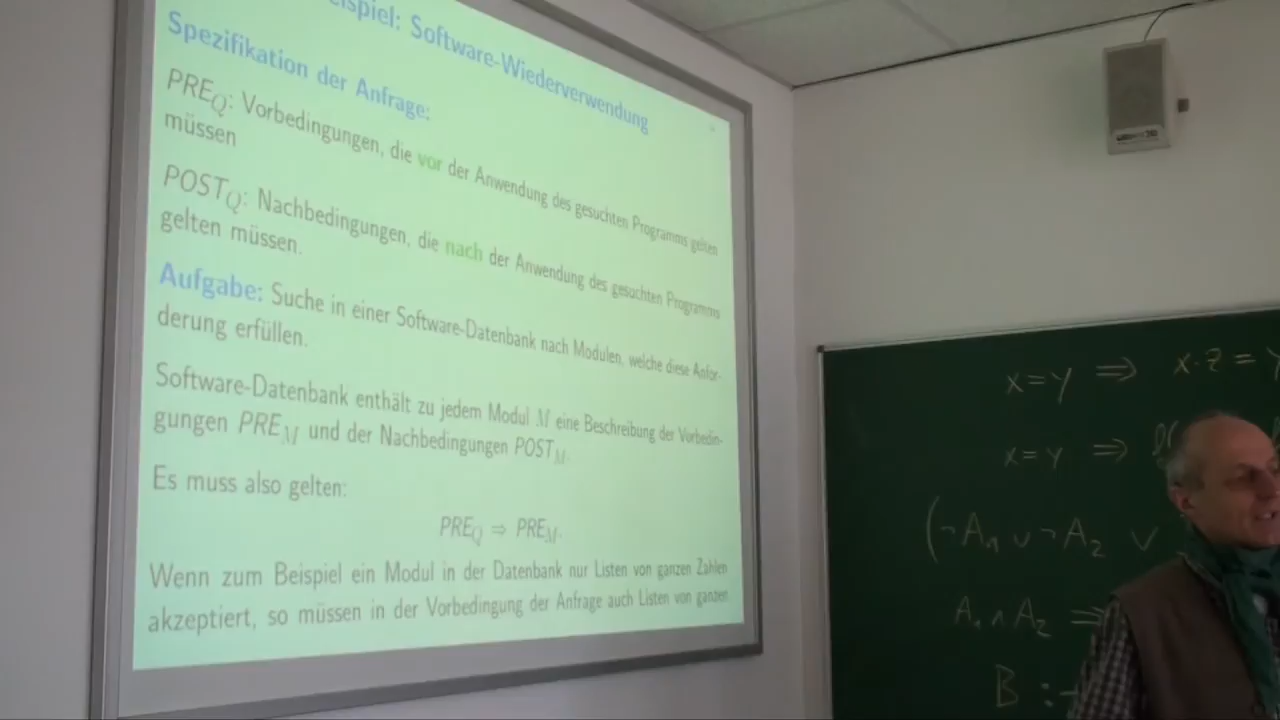 eispiel: Software-Wiederverwendung
Spezifikation der Anfrage:
PRE_Q: Vorbedingungen, die vor der Anwendung des gesuchten Programms gelten
müssen
POST_Q: Nachbedingungen, die nach der Anwendung des gesuchten Programms
gelten müssen.
Aufgabe: Suche in einer Software-Datenbank nach Modulen, welche diese Anfor-
derung erfüllen.
Software-Datenbank enthält zu jedem Modul M eine Beschreibung der Vorbedin-
gungen PRE_M und der Nachbedingungen POST_M.
Es muss also gelten:
PRE_Q ⇒ PRE_M.
Wenn zum Beispiel ein Modul in der Datenbank nur Listen von ganzen Zahlen
akzeptiert, so müssen in der Vorbedingung der Anfrage auch Listen von ganzen
x=y ⇒ x·z = y
x=y ⇒
(¬A₁ ∪ ¬A₂ ∨
A₁ ∧ A₂ ⇒
B :-